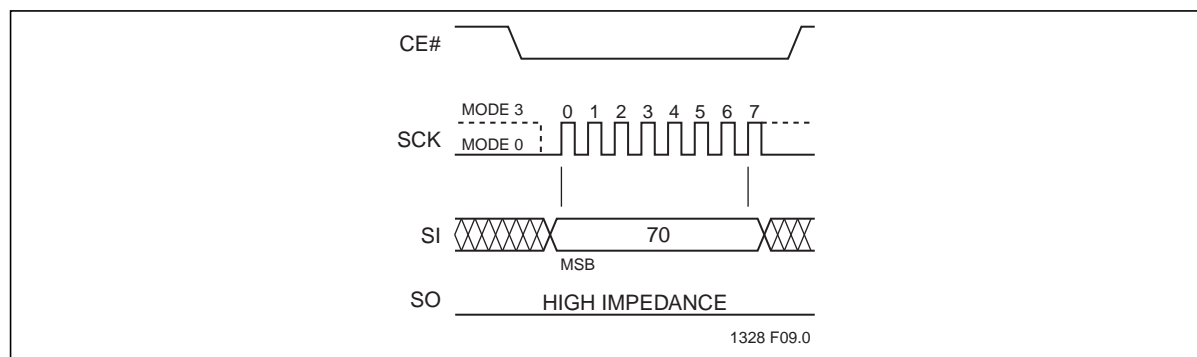 CE#
MODE 3
0 1 2 3 4 5 6 7
SCK
MODE 0
SI
70
MSB
SO
HIGH IMPEDANCE
1328 F09.0